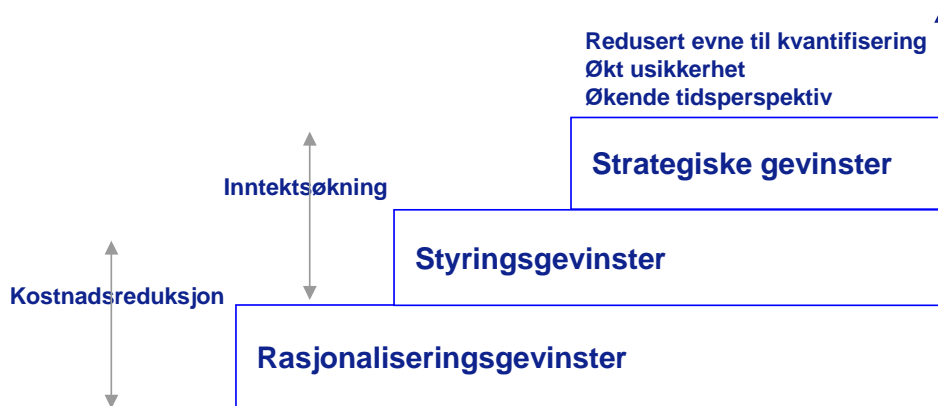 Redusert evne til kvantifisering
Økt usikkerhet
Økende tidsperspektiv
Strategiske gevinster
Inntektsøkning
Styringsgevinster
Kostnadsreduksjon
Rasjonaliseringsgevinster